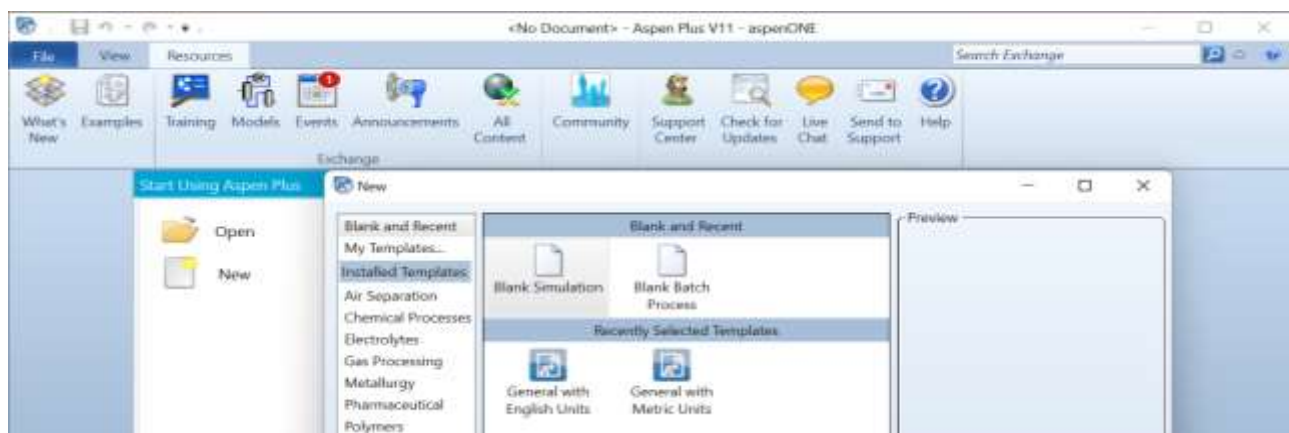 <No Document> - Aspen Plus V11 - aspenONE
File View Resources Search Exchange
What's New
Examples
Training
Models
Events
1
Announcements
All Content
Community
Support Center
Check for Updates
Live Chat
Send to Support
Help
Exchange
Start Using Aspen Plus
Open
New
New
Blank and Recent
My Templates...
Installed Templates
Air Separation
Chemical Processes
Electrolytes
Gas Processing
Metallurgy
Pharmaceutical
Polymers
Blank and Recent
Blank Simulation
Blank Batch
Process
Recently Selected Templates
General with
English Units
General with
Metric Units
Preview